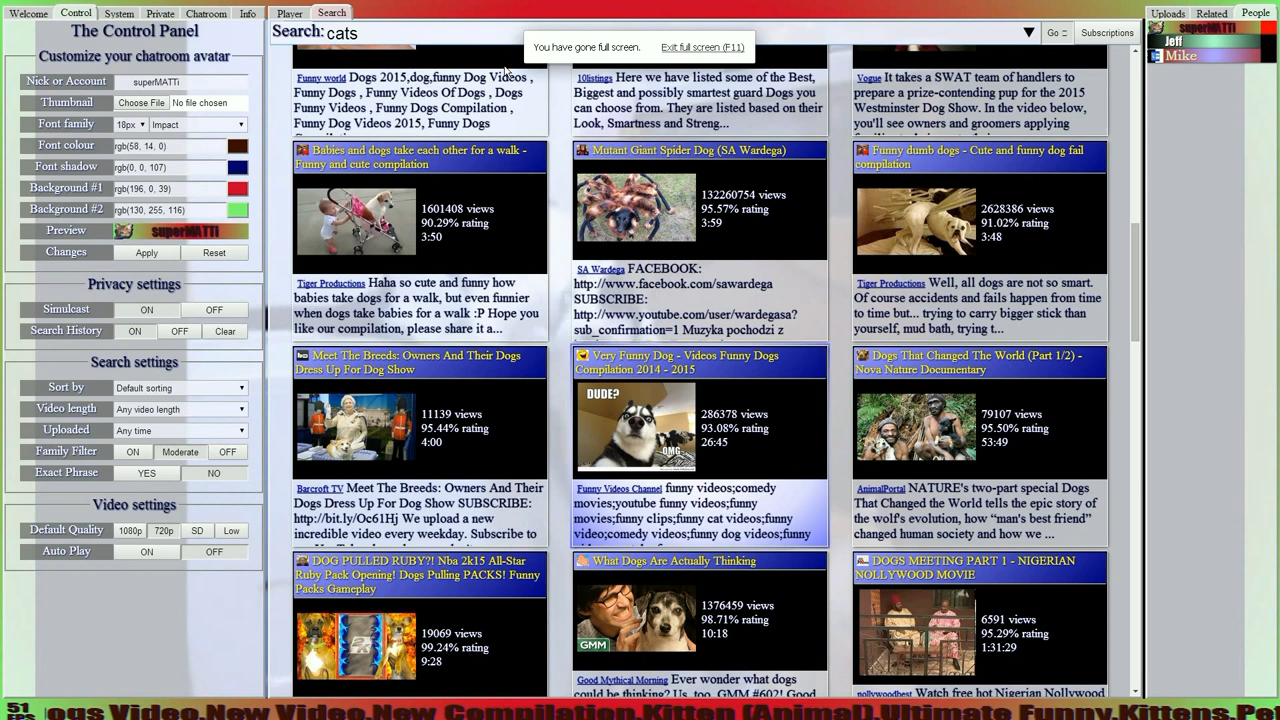 Welcome Control System Private Chatroom Info
Player Search
Uploads Related People
The Control Panel
Customize your chatroom avatar
Nick or Account superMATTi
Thumbnail Choose File No file chosen
Font family 18px Impact
Font colour rgb(58, 14, 0)
Font shadow rgb(0, 0, 107)
Background #1 rgb(196, 0, 39)
Background #2 rgb(130, 255, 116)
Preview superMATTi
Changes Apply Reset
Privacy settings
Simulcast ON OFF
Search History ON OFF Clear
Search settings
Sort by Default sorting
Video length Any video length
Uploaded Any time
Family Filter ON Moderate OFF
Exact Phrase YES NO
Video settings
Default Quality 1080p 720p SD Low
Auto Play ON OFF
Search: cats
Go :: Subscriptions
You have gone full screen. Exit full screen (F11)
Funny world Dogs 2015,dog,funny Dog Videos ,
Funny Dogs , Funny Videos Of Dogs , Dogs
Funny Videos , Funny Dogs Compilation ,
Funny Dog Videos 2015, Funny Dogs
10listings Here we have listed some of the Best,
Biggest and possibly smartest guard Dogs you
can choose from. They are listed based on their
Look, Smartness and Streng...
Vogue It takes a SWAT team of handlers to
prepare a prize-contending pup for the 2015
Westminster Dog Show. In the video below,
you'll see owners and groomers applying
Babies and dogs take each other for a walk -
Funny and cute compilation
1601408 views
90.29% rating
3:50
Tiger Productions Haha so cute and funny how
babies take dogs for a walk, but even funnier
when dogs take babies for a walk :P Hope you
like our compilation, please share it a...
Mutant Giant Spider Dog (SA Wardega)
132260754 views
95.57% rating
3:59
SA Wardega FACEBOOK:
http://www.facebook.com/sawardega
SUBSCRIBE:
http://www.youtube.com/user/wardegasa?
sub_confirmation=1 Muzyka pochodzi z
Funny dumb dogs - Cute and funny dog fail
compilation
2628386 views
91.02% rating
3:48
Tiger Productions Well, all dogs are not so smart.
Of course accidents and fails happen from time
to time but... trying to carry bigger stick than
yourself, mud bath, trying t...
Meet The Breeds: Owners And Their Dogs
Dress Up For Dog Show
11139 views
95.44% rating
4:00
Barcroft TV Meet The Breeds: Owners And Their
Dogs Dress Up For Dog Show SUBSCRIBE:
http://bit.ly/Oc61Hj We upload a new
incredible video every weekday. Subscribe to
Very Funny Dog - Videos Funny Dogs
Compilation 2014 - 2015
DUDE?
OMG
286378 views
93.08% rating
26:45
Funny Videos Channel funny videos;comedy
movies;youtube funny videos;funny
movies;funny clips;funny cat videos;funny
video;comedy videos;funny dog videos;funny
Dogs That Changed The World (Part 1/2) -
Nova Nature Documentary
79107 views
95.50% rating
53:49
AnimalPortal NATURE's two-part special Dogs
That Changed the World tells the epic story of
the wolf's evolution, how “man's best friend”
changed human society and how we ...
DOG PULLED RUBY?! Nba 2k15 All-Star
Ruby Pack Opening! Dogs Pulling PACKS! Funny
Packs Gameplay
19069 views
99.24% rating
9:28
What Dogs Are Actually Thinking
GMM
1376459 views
98.71% rating
10:18
Good Mythical Morning Ever wonder what dogs
could be thinking? Us, too. GMM #602! Good
DOGS MEETING PART 1 - NIGERIAN
NOLLYWOOD MOVIE
6591 views
95.29% rating
1:31:29
nollywoodbest Watch free hot Nigerian Nollywood
superMATTi
Jeff
Mike
51
ogs Video,New Video,New Compilation,Kitten (Animal),Ultimate Funny,Kittens,Pet